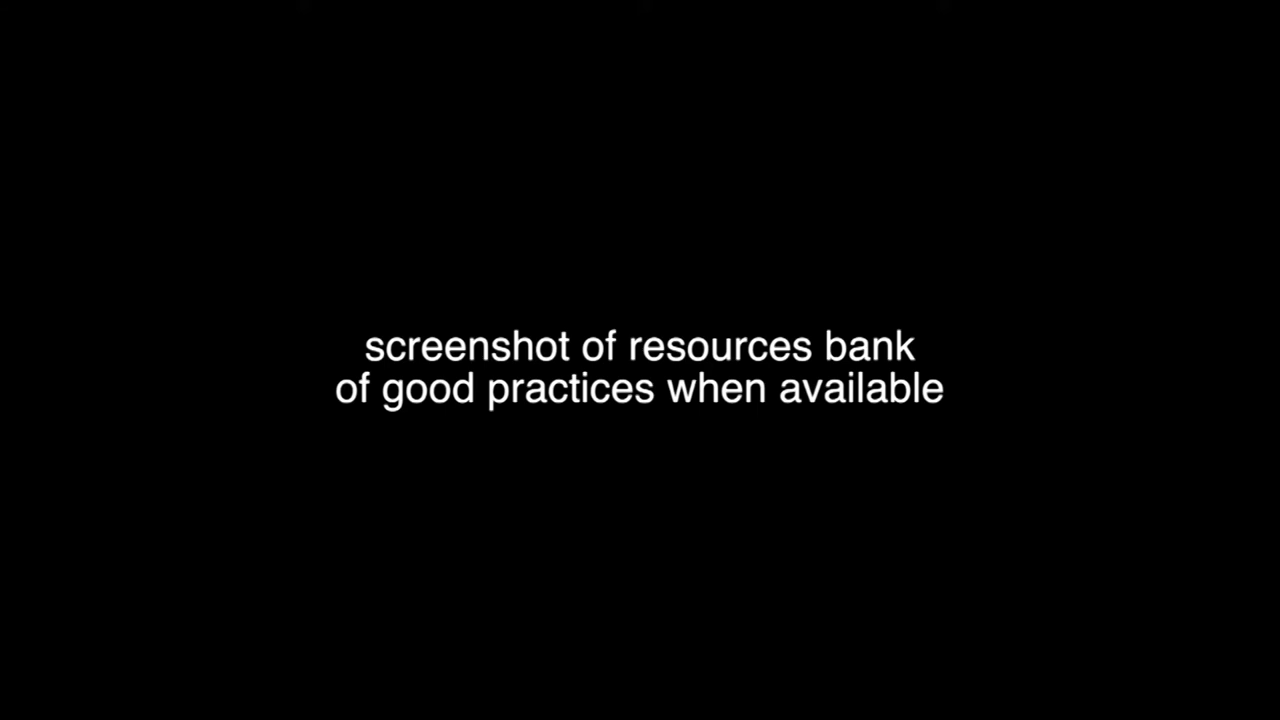 screenshot of resources bank
of good practices when available